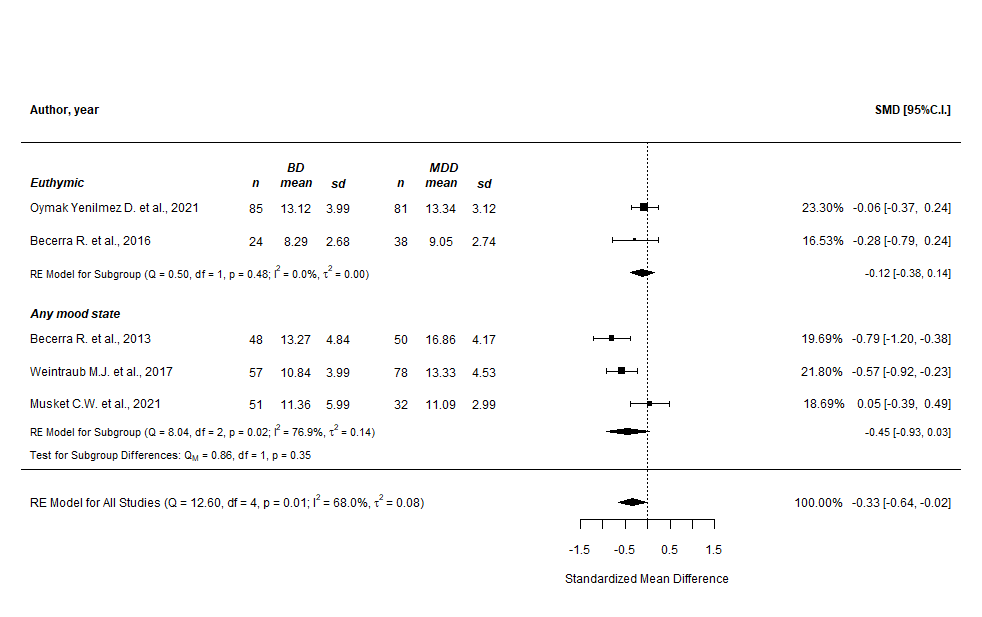 Author, year SMD [95%C.I.]
BD MDD
Euthymic n mean sd n mean sd
Oymak Yenilmez D. et al., 2021 85 13.12 3.99 81 13.34 3.12 23.30% -0.06 [-0.37, 0.24]
Becerra R. et al., 2016 24 8.29 2.68 38 9.05 2.74 16.53% -0.28 [-0.79, 0.24]
RE Model for Subgroup (Q = 0.50, df = 1, p = 0.48; I² = 0.0%, τ² = 0.00) -0.12 [-0.38, 0.14]
Any mood state
Becerra R. et al., 2013 48 13.27 4.84 50 16.86 4.17 19.69% -0.79 [-1.20, -0.38]
Weintraub M.J. et al., 2017 57 10.84 3.99 78 13.33 4.53 21.80% -0.57 [-0.92, -0.23]
Musket C.W. et al., 2021 51 11.36 5.99 32 11.09 2.99 18.69% 0.05 [-0.39, 0.49]
RE Model for Subgroup (Q = 8.04, df = 2, p = 0.02; I² = 76.9%, τ² = 0.14) -0.45 [-0.93, 0.03]
Test for Subgroup Differences: Q_M = 0.86, df = 1, p = 0.35
RE Model for All Studies (Q = 12.60, df = 4, p = 0.01; I² = 68.0%, τ² = 0.08) 100.00% -0.33 [-0.64, -0.02]
-1.5 -0.5 0.5 1.5
Standardized Mean Difference